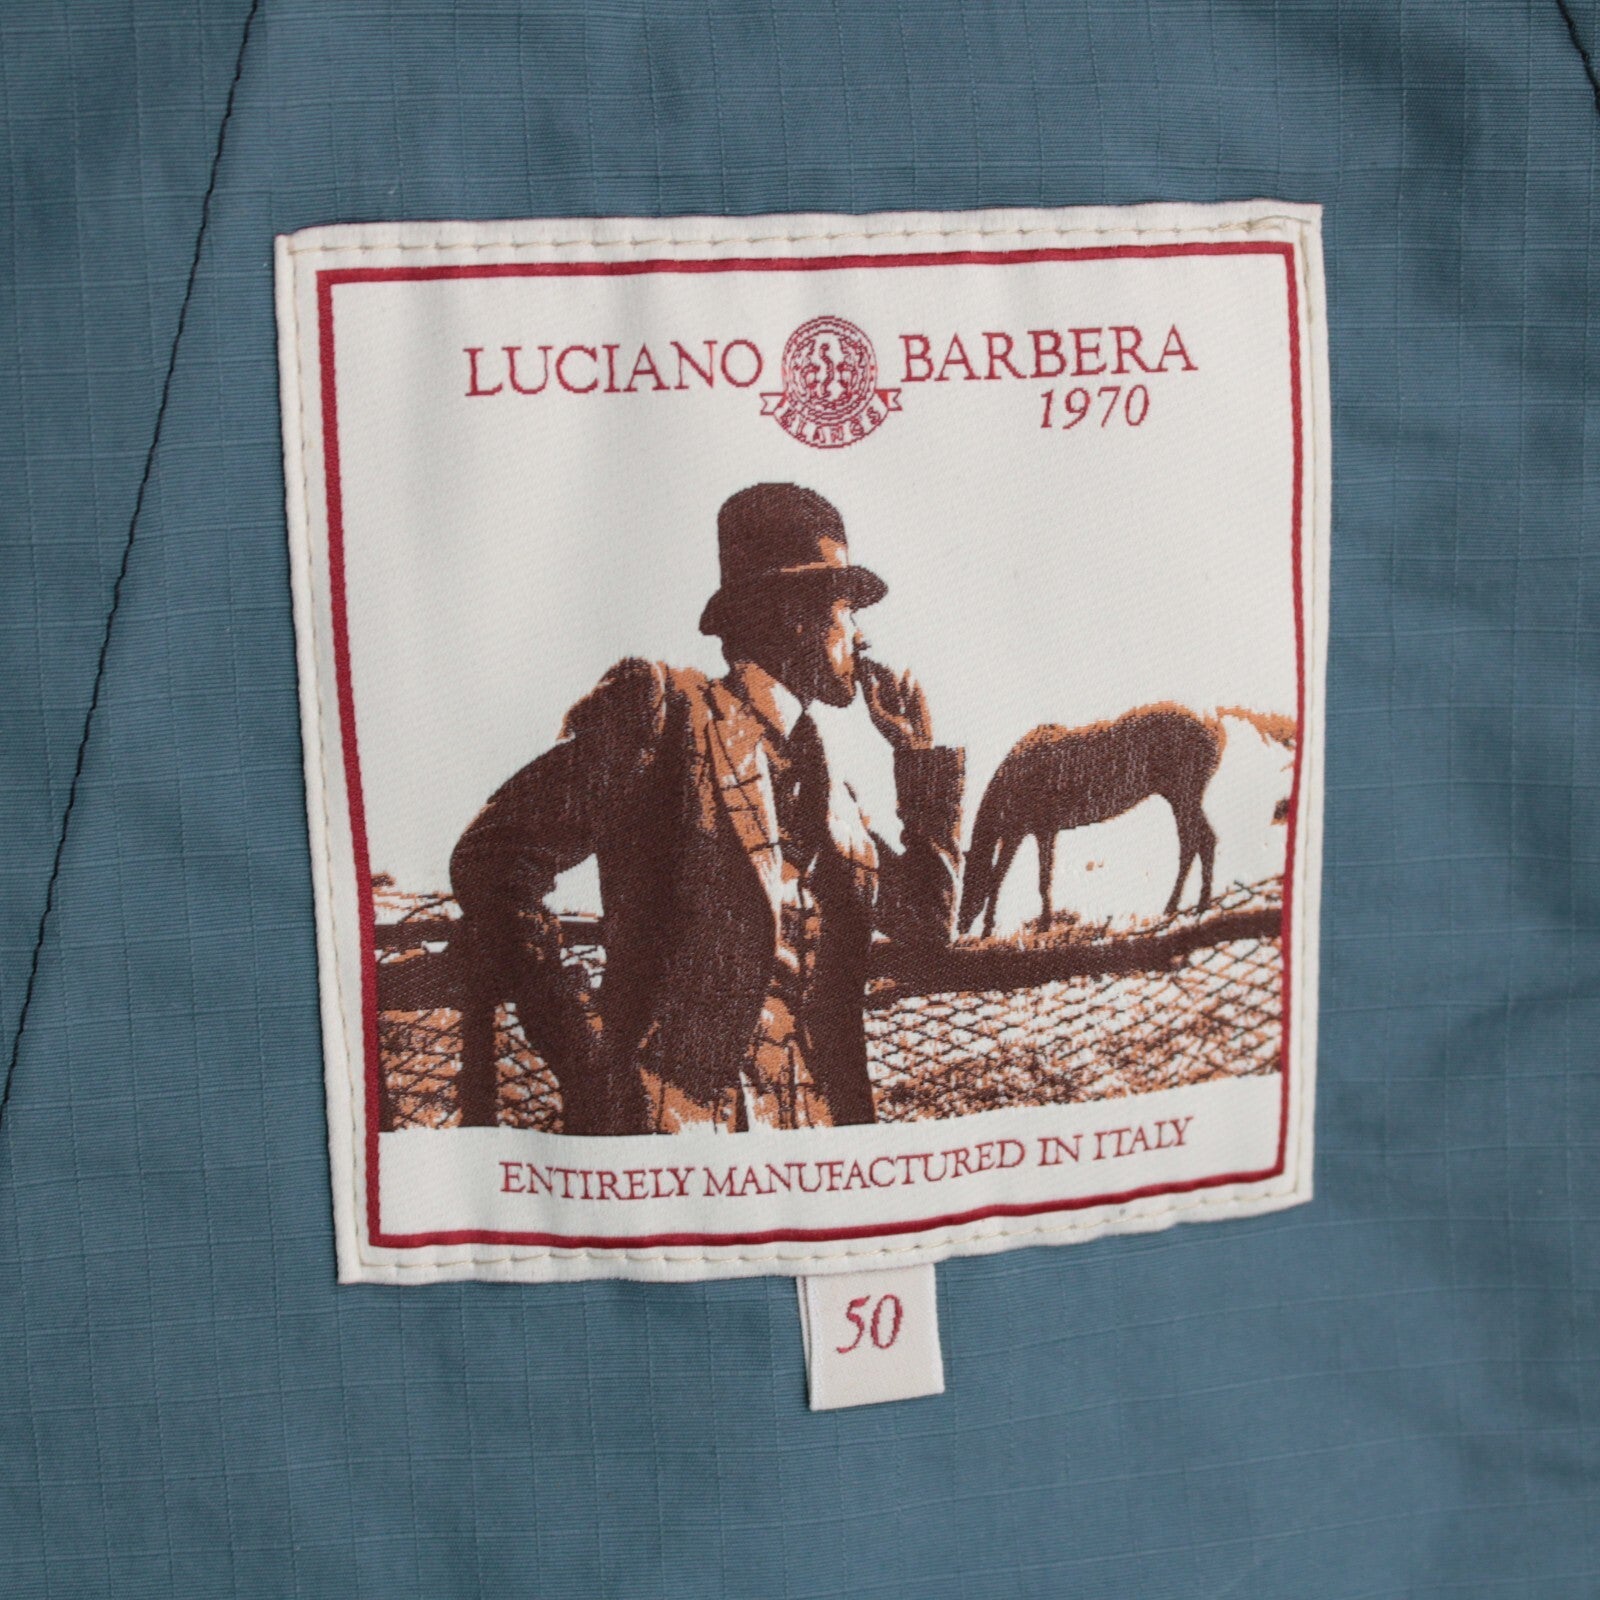 LUCIANO BARBERA
1970
ENTIRELY MANUFACTURED IN ITALY
50